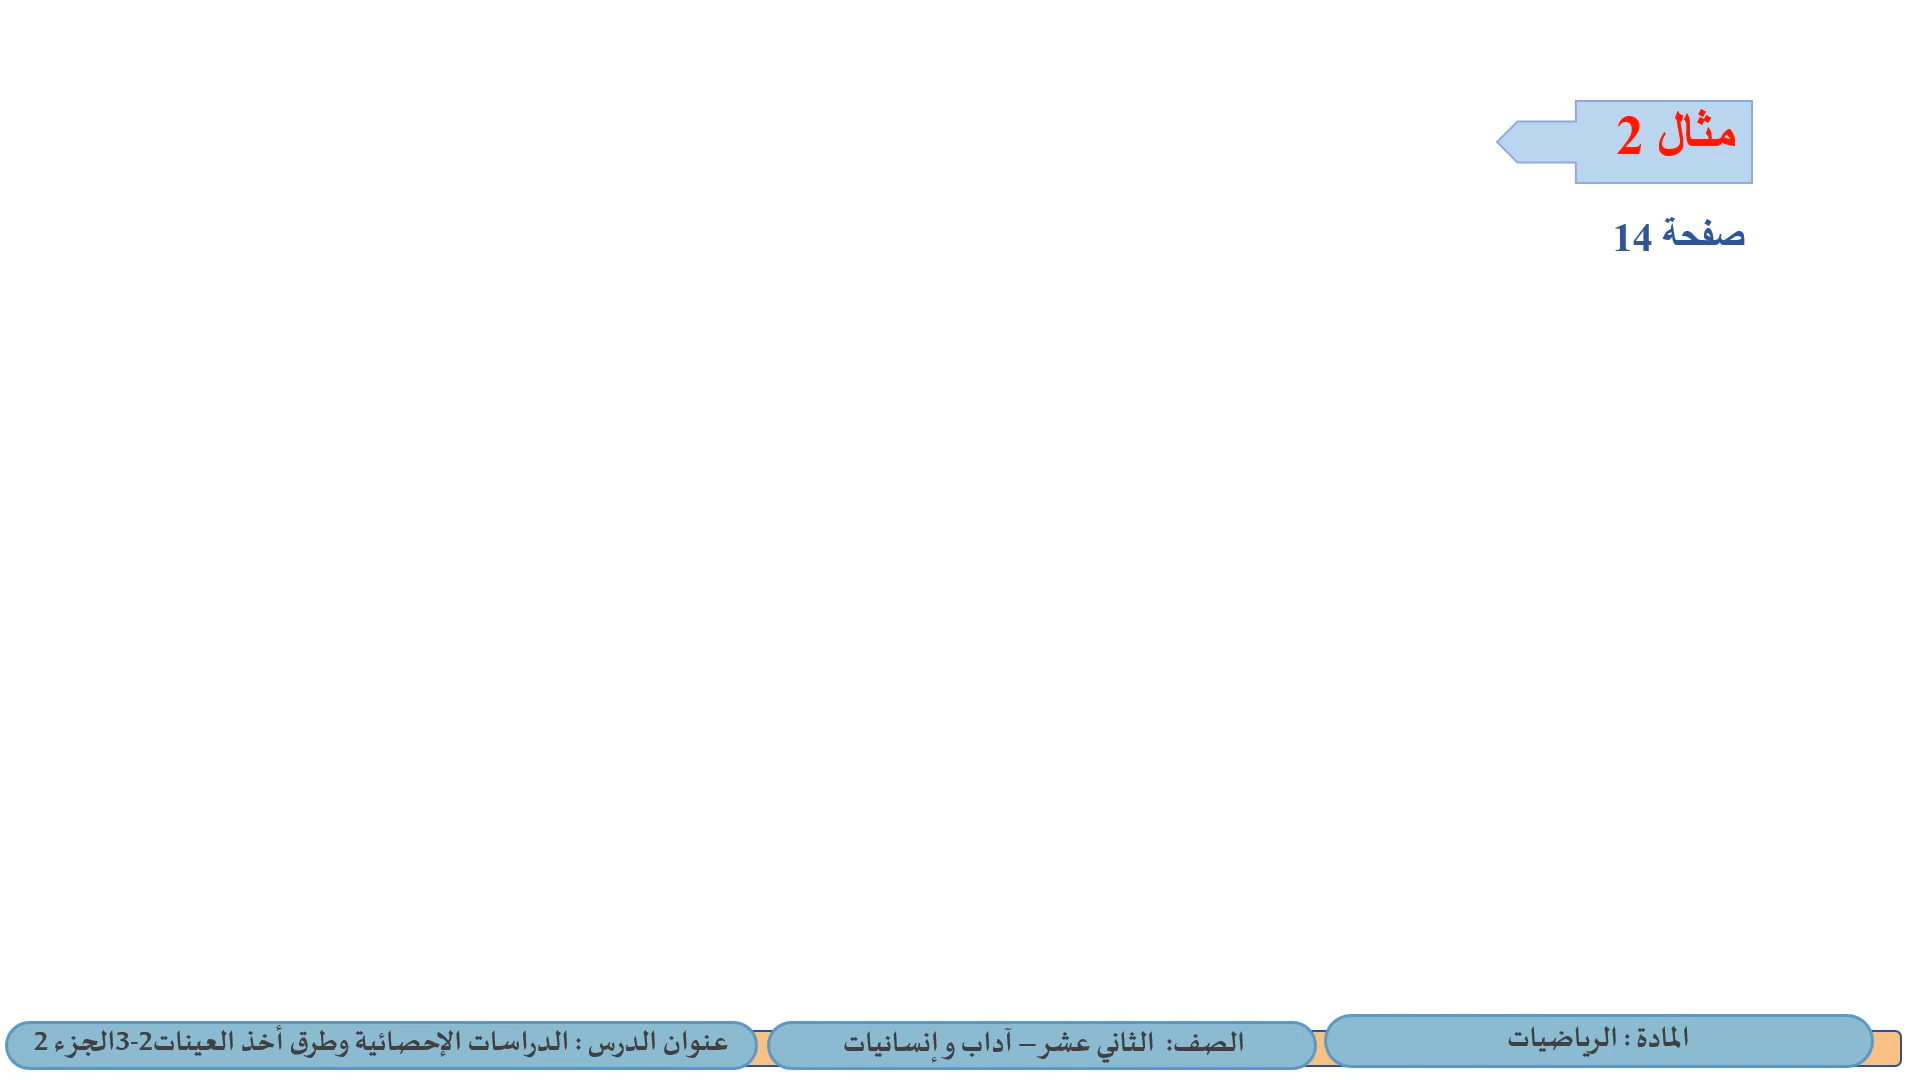 مثال 2
صفحة 14
المادة : الرياضيات
الصف: الثاني عشر – آداب و إنسانيات
عنوان الدرس : الدراسات الإحصائية وطرق أخذ العينات2-3الجزء 2